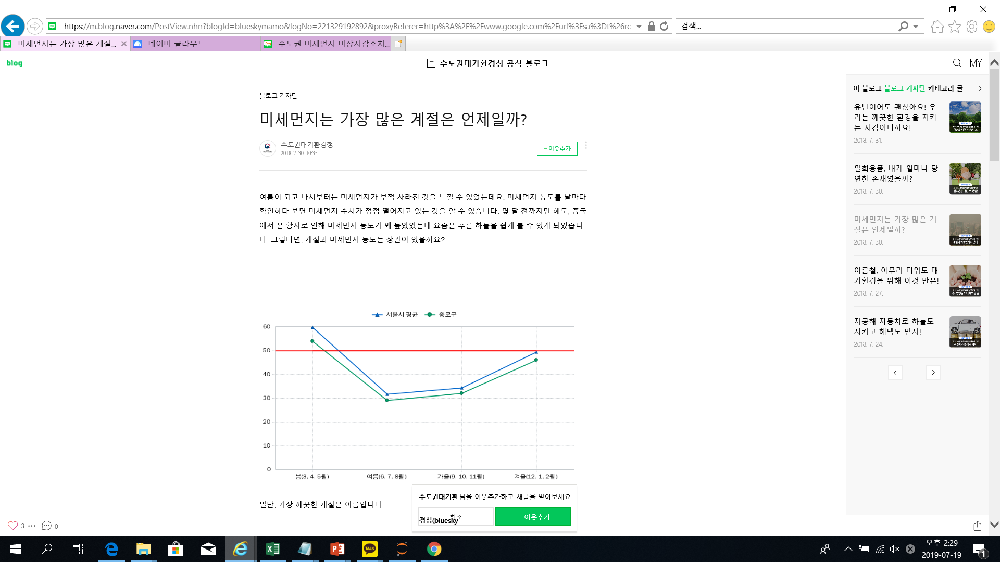 https://m.blog.naver.com/PostView.nhn?blogId=blueskymamo&logNo=221329192892&proxyReferer=http%3A%2F%2Fwww.google.com%2Furl%3Fsa%3Dt%26rc
검색...
미세먼지는 가장 많은 계절...
네이버 클라우드
수도권 미세먼지 비상저감조치...
blog
수도권대기환경청 공식 블로그
MY
블로그 기자단
미세먼지는 가장 많은 계절은 언제일까?
수도권대기환경청
2018. 7. 30. 10:35
+ 이웃추가
여름이 되고 나서부터는 미세먼지가 부쩍 사라진 것을 느낄 수 있었는데요. 미세먼지 농도를 날마다
확인하다 보면 미세먼지 수치가 점점 떨어지고 있는 것을 알 수 있습니다. 몇 달 전까지만 해도, 중국
에서 온 황사로 인해 미세먼지 농도가 꽤 높았었는데 요즘은 푸른 하늘을 쉽게 볼 수 있게 되었습니
다. 그렇다면, 계절과 미세먼지 농도는 상관이 있을까요?
서울시 평균 종로구
60
50
40
30
20
10
0
봄(3, 4, 5월) 여름(6, 7, 8월) 가을(9, 10, 11월) 겨울(12, 1, 2월)
일단, 가장 깨끗한 계절은 여름입니다.
수도권대기환 님을 이웃추가하고 새글을 받아보세요
경청(bluesky
취소
+ 이웃추가
3
0
이 블로그 블로그 기자단 카테고리 글
유난이어도 괜찮아요! 우
리는 깨끗한 환경을 지키
는 지킴이니까요!
2018. 7. 31.
일회용품, 내게 얼마나 당
연한 존재였을까?
2018. 7. 30.
미세먼지는 가장 많은 계
절은 언제일까?
2018. 7. 30.
여름철, 아무리 더워도 대
기환경을 위해 이것 만은!
2018. 7. 27.
저공해 자동차로 하늘도
지키고 혜택도 받자!
2018. 7. 24.
TALK
오후 2:29
2019-07-19
1